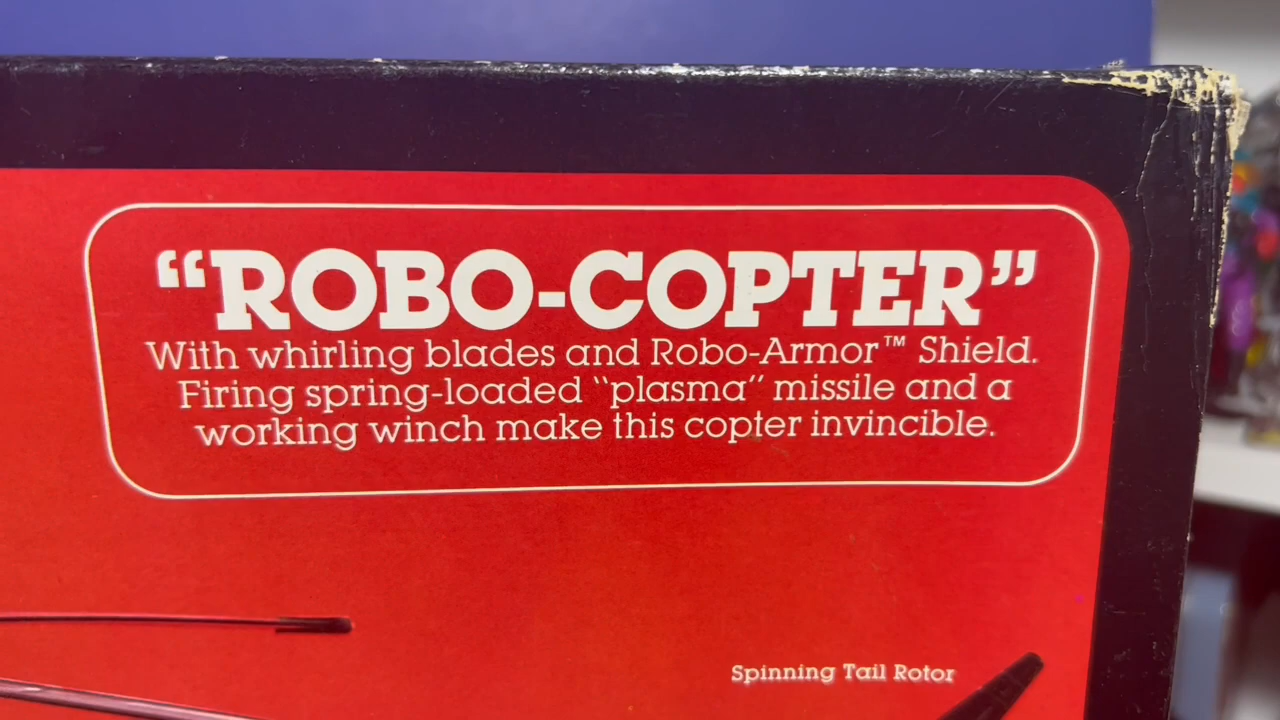 “ROBO-COPTER”
With whirling blades and Robo-Armor™ Shield.
Firing spring-loaded “plasma” missile and a
working winch make this copter invincible.
Spinning Tail Rotor